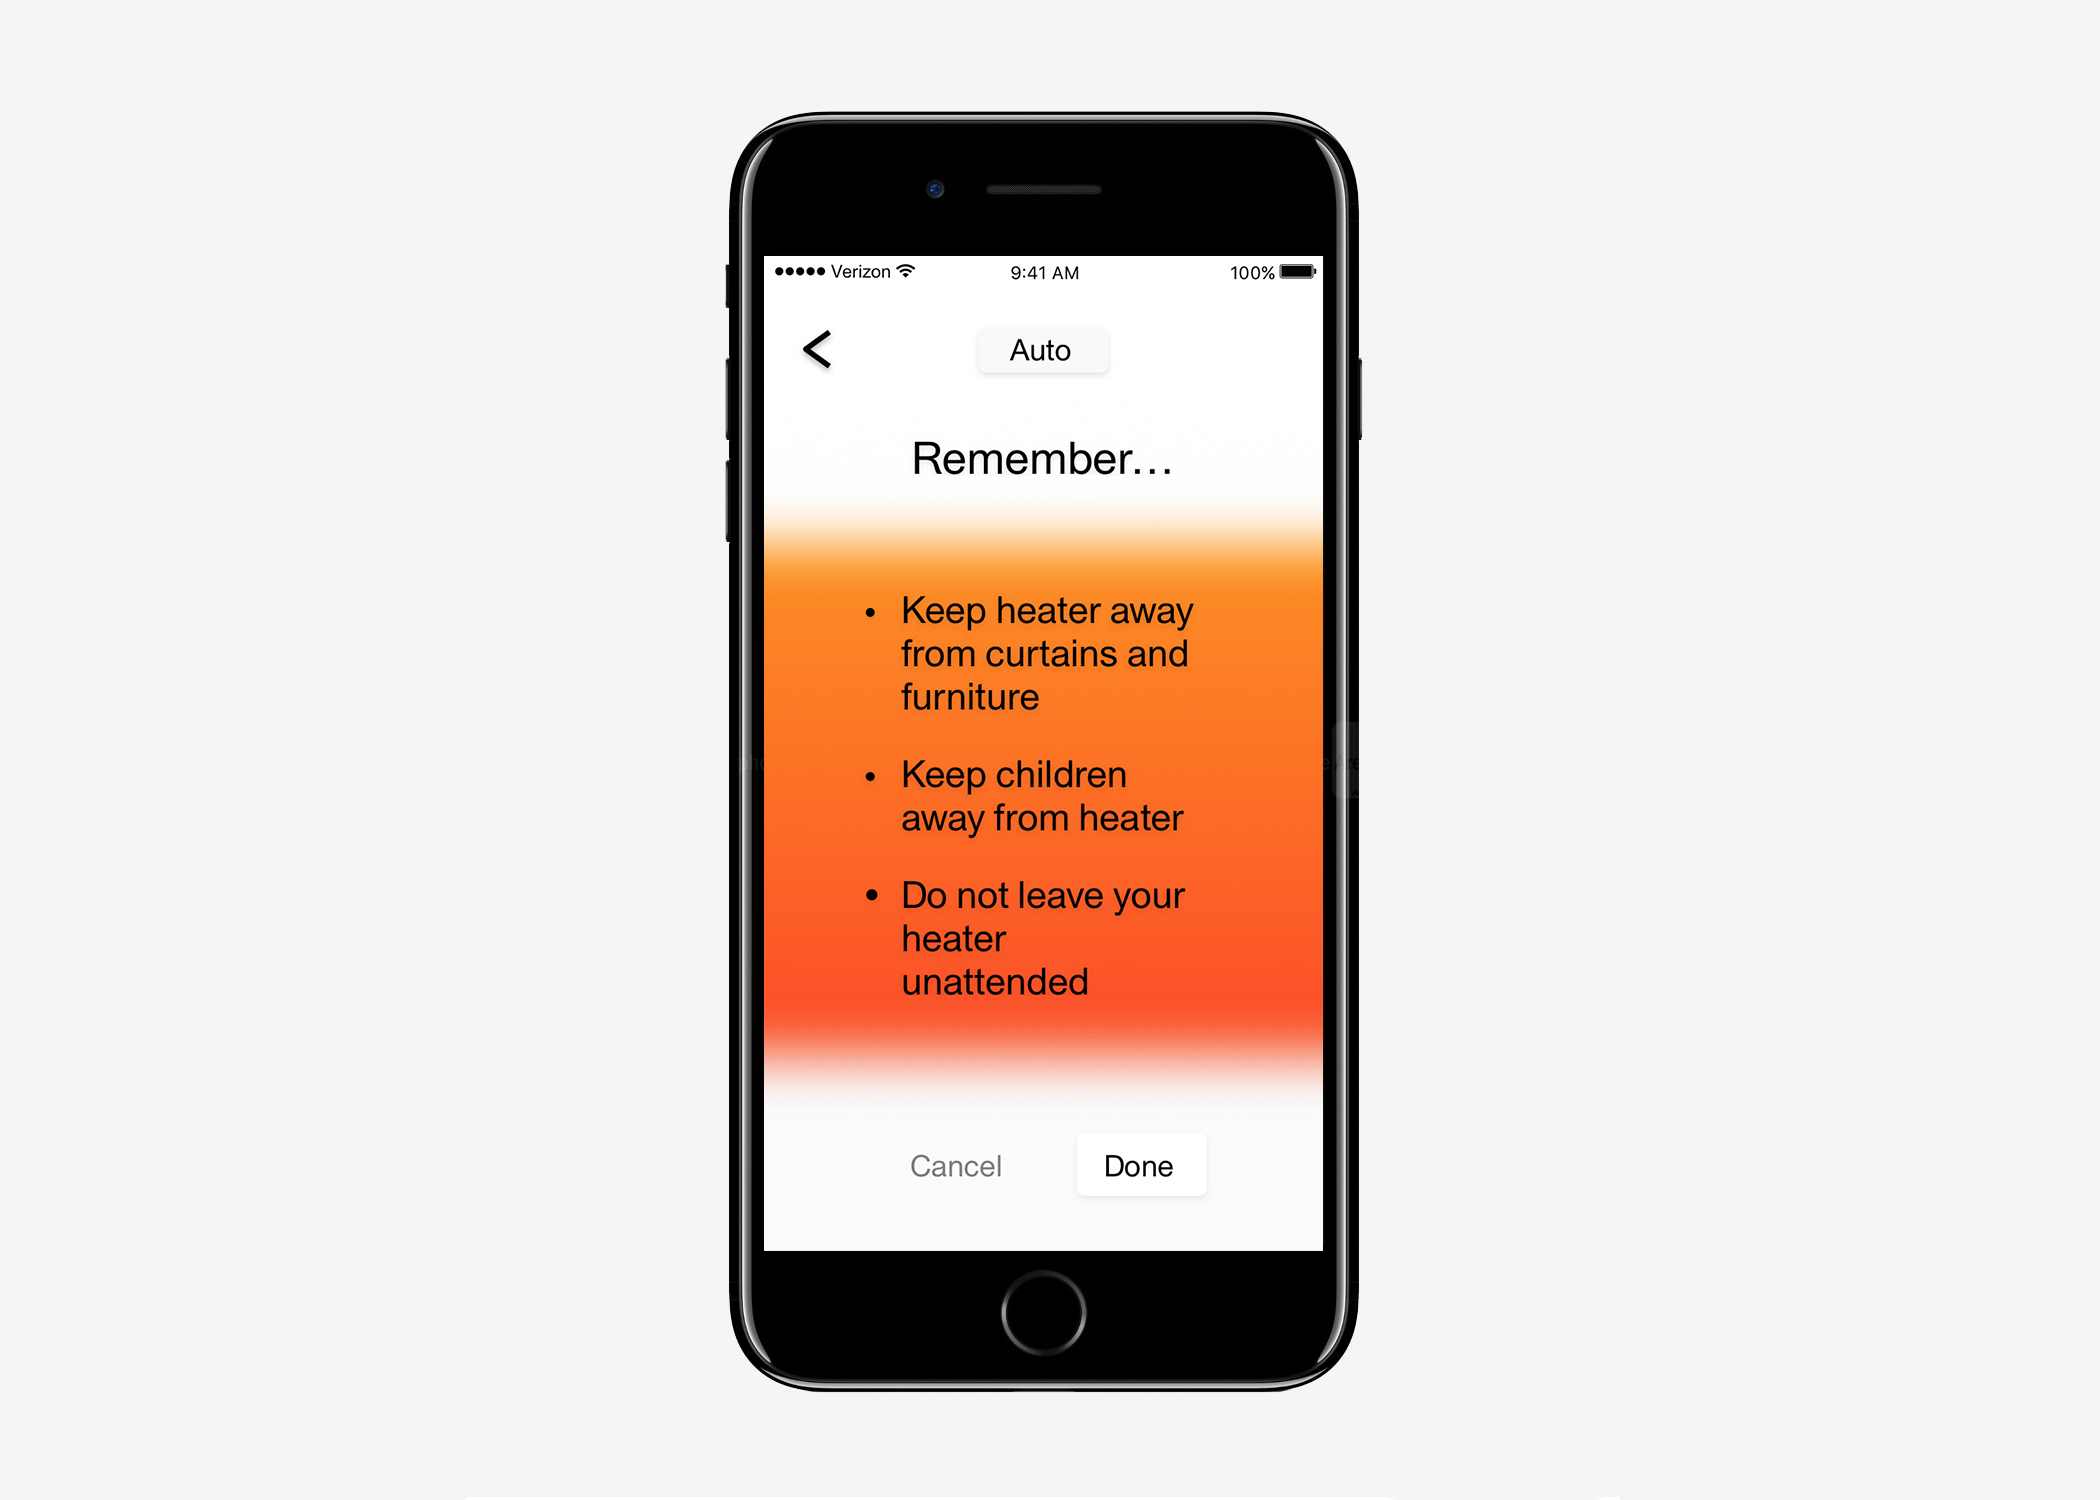 Verizon 9:41 AM 100%
< Auto
Remember...
• Keep heater away
from curtains and
furniture
• Keep children
away from heater
• Do not leave your
heater
unattended
Cancel Done